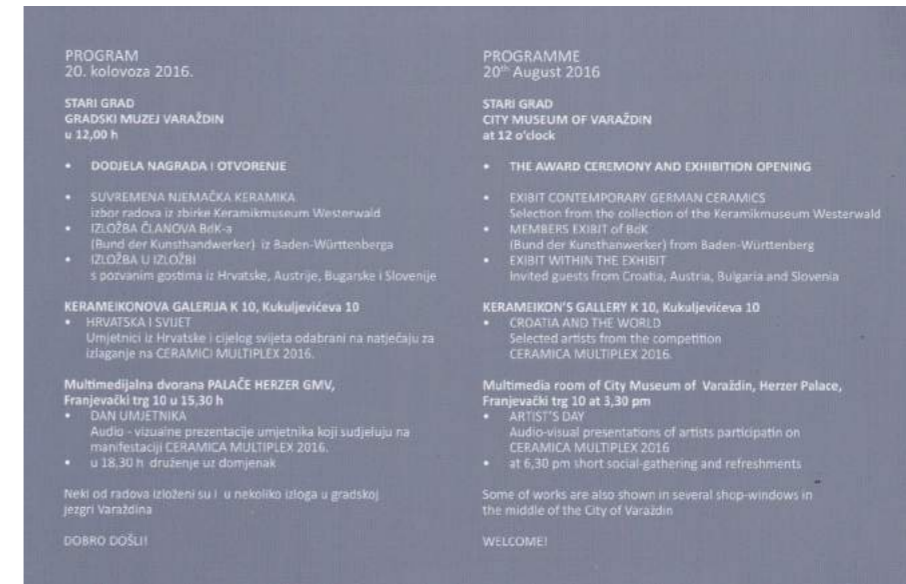 PROGRAM
20. kolovoza 2016.
STARI GRAD
GRADSKI MUZEJ VARAŽDIN
u 12,00 h
• DODJELA NAGRADA I OTVORENJE
• SUVREMENA NJEMAČKA KERAMIKA
izbor radova iz zbirke Keramikmuseum Westerwald
• IZLOŽBA ČLANOVA BdK-a
(Bund der Kunsthandwerker) iz Baden-Württenberga
• IZLOŽBA U IZLOŽBI
s pozvanim gostima iz Hrvatske, Austrije, Bugarske i Slovenije
KERAMEIKONOVA GALERIJA K 10, Kukuljevićeva 10
• HRVATSKA I SVIJET
Umjetnici iz Hrvatske i cijelog svijeta odabrani na natječaju za
izlaganje na CERAMICI MULTIPLEX 2016.
Multimedijalna dvorana PALAČE HERZER GMV,
Franjevački trg 10 u 15,30 h
• DAN UMJETNIKA
Audio - vizualne prezentacije umjetnika koji sudjeluju na
manifestaciji CERAMICA MULTIPLEX 2016.
• u 18,30 h druženje uz domjenak
Neki od radova izloženi su i u nekoliko izloga u gradskoj
jezgri Varaždina
DOBRO DOŠLI!
PROGRAMME
20th August 2016
STARI GRAD
CITY MUSEUM OF VARAŽDIN
at 12 o'clock
• THE AWARD CEREMONY AND EXHIBITION OPENING
• EXIBIT CONTEMPORARY GERMAN CERAMICS
Selection from the collection of the Keramikmuseum Westerwald
• MEMBERS EXIBIT of BdK
(Bund der Kunsthanwerker) from Baden-Württenberg
• EXIBIT WITHIN THE EXHIBIT
Invited guests from Croatia, Austria, Bulgaria and Slovenia
KERAMEIKON'S GALLERY K 10, Kukuljevićeva 10
• CROATIA AND THE WORLD
Selected artists from the competition
CERAMICA MULTIPLEX 2016.
Multimedia room of City Museum of Varaždin, Herzer Palace,
Franjevački trg 10 at 3,30 pm
• ARTIST'S DAY
Audio-visual presentations of artists participatin on
CERAMICA MULTIPLEX 2016
• at 6,30 pm short social-gathering and refreshments
Some of works are also shown in several shop-windows in
the middle of the City of Varaždin
WELCOME!